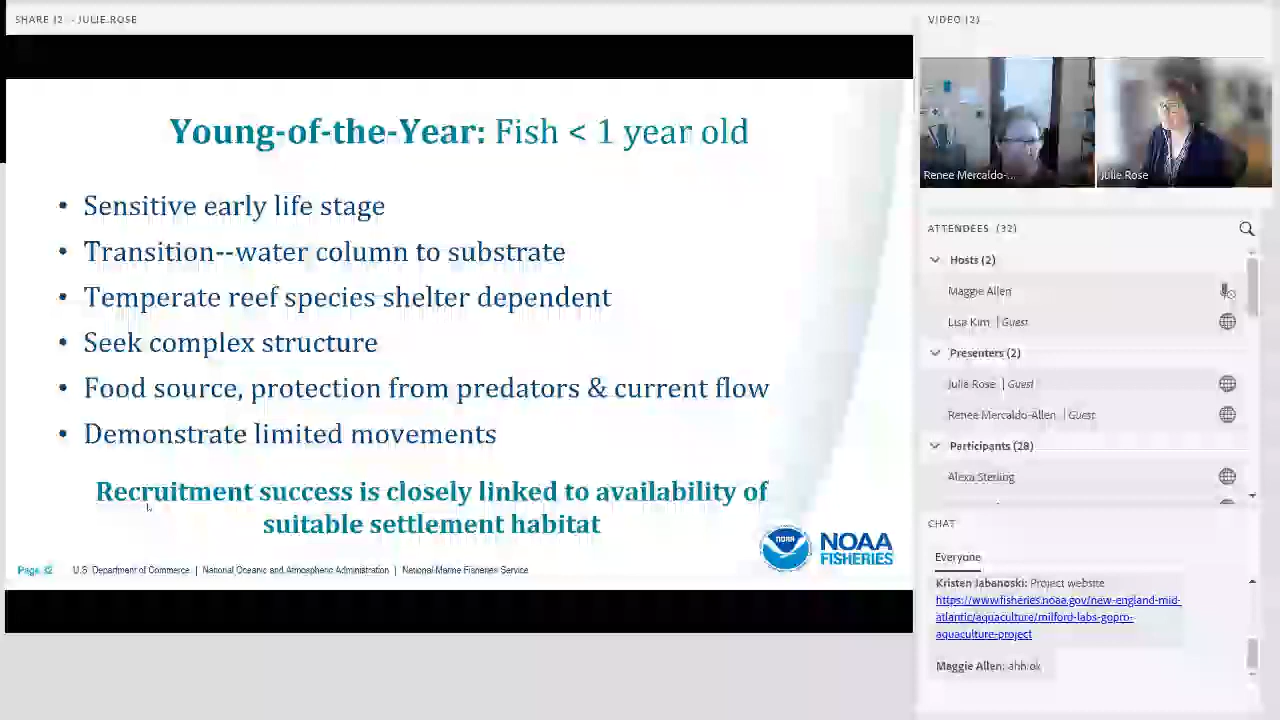 SHARE (2) - JULIE.ROSE
Young-of-the-Year: Fish < 1 year old
• Sensitive early life stage
• Transition--water column to substrate
• Temperate reef species shelter dependent
• Seek complex structure
• Food source, protection from predators & current flow
• Demonstrate limited movements
Recruitment success is closely linked to availability of
suitable settlement habitat
NOAA
NOAA
FISHERIES
Page 32
U.S. Department of Commerce | National Oceanic and Atmospheric Administration | National Marine Fisheries Service
VIDEO (2)
Renee Mercaldo-...
Julie Rose
ATTENDEES (32)
Hosts (2)
Maggie Allen
Lisa Kim | Guest
Presenters (2)
Julie Rose | Guest
Renee Mercaldo-Allen | Guest
Participants (28)
Alexa Sterling
CHAT
Everyone
Kristen Jabanoski: Project website
https://www.fisheries.noaa.gov/new-england-mid-
atlantic/aquaculture/milford-labs-gopro-
aquaculture-project
Maggie Allen: ahh ok